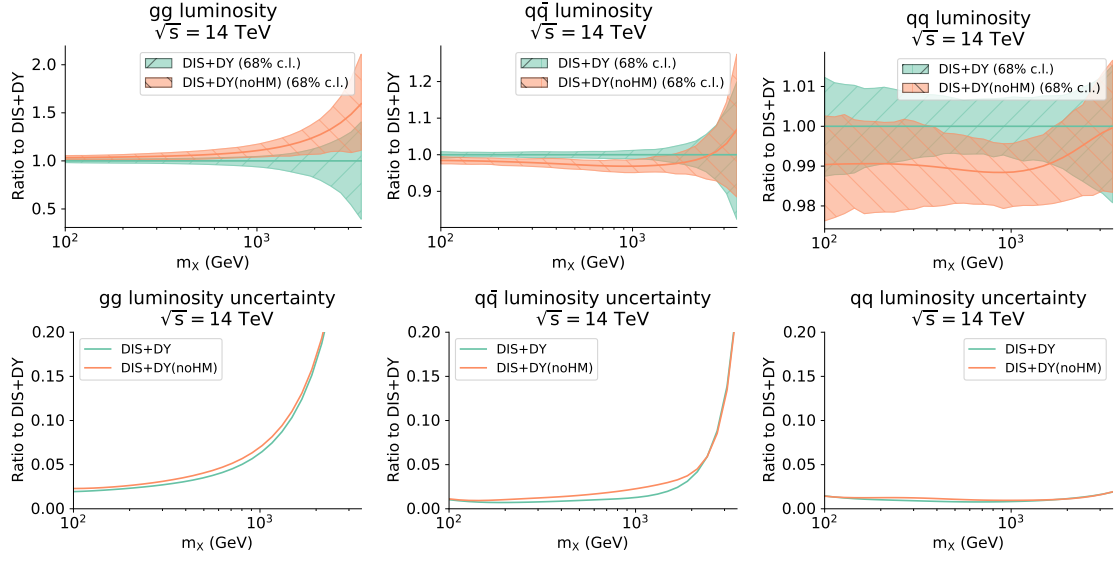 gg luminosity
√s = 14 TeV
Ratio to DIS+DY
2.0
1.5
1.0
0.5
DIS+DY (68% c.l.)
DIS+DY(noHM) (68% c.l.)
10²
10³
mX (GeV)
qq̄ luminosity
√s = 14 TeV
Ratio to DIS+DY
1.2
1.1
1.0
0.9
DIS+DY (68% c.l.)
DIS+DY(noHM) (68% c.l.)
10²
10³
mX (GeV)
qq luminosity
√s = 14 TeV
Ratio to DIS+DY
1.01
1.00
0.99
0.98
DIS+DY (68% c.l.)
DIS+DY(noHM) (68% c.l.)
10²
10³
mX (GeV)
gg luminosity uncertainty
√s = 14 TeV
Ratio to DIS+DY
0.20
0.15
0.10
0.05
0.00
DIS+DY
DIS+DY(noHM)
10²
10³
mX (GeV)
qq̄ luminosity uncertainty
√s = 14 TeV
Ratio to DIS+DY
0.20
0.15
0.10
0.05
0.00
DIS+DY
DIS+DY(noHM)
10²
10³
mX (GeV)
qq luminosity uncertainty
√s = 14 TeV
Ratio to DIS+DY
0.20
0.15
0.10
0.05
0.00
DIS+DY
DIS+DY(noHM)
10²
10³
mX (GeV)